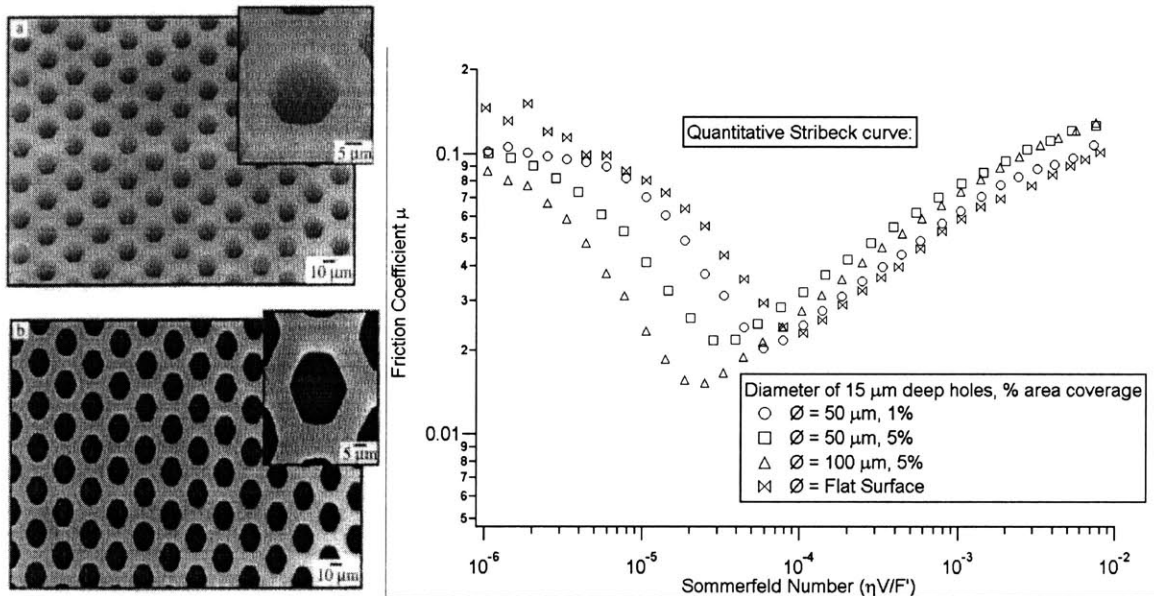 a
5 µm
10 µm
b
5 µm
10 µm
Quantitative Stribeck curve:
Friction Coefficient µ
2
0.1
9
8
7
6
5
4
3
2
0.01
9
8
7
6
5
Diameter of 15 µm deep holes, % area coverage
Ø = 50 µm, 1%
Ø = 50 µm, 5%
Ø = 100 µm, 5%
Ø = Flat Surface
10⁻⁶ 10⁻⁵ 10⁻⁴ 10⁻³ 10⁻²
Sommerfeld Number (ηV/F')